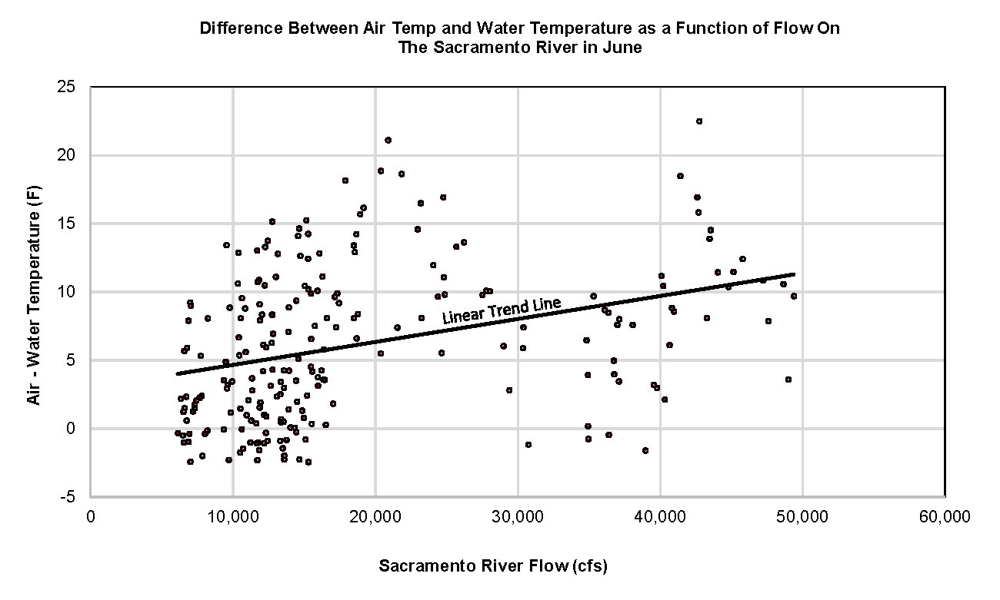 Difference Between Air Temp and Water Temperature as a Function of Flow On
The Sacramento River in June
25
20
15
10
5
0
-5
Air - Water Temperature (F)
Linear Trend Line
0 10,000 20,000 30,000 40,000 50,000 60,000
Sacramento River Flow (cfs)